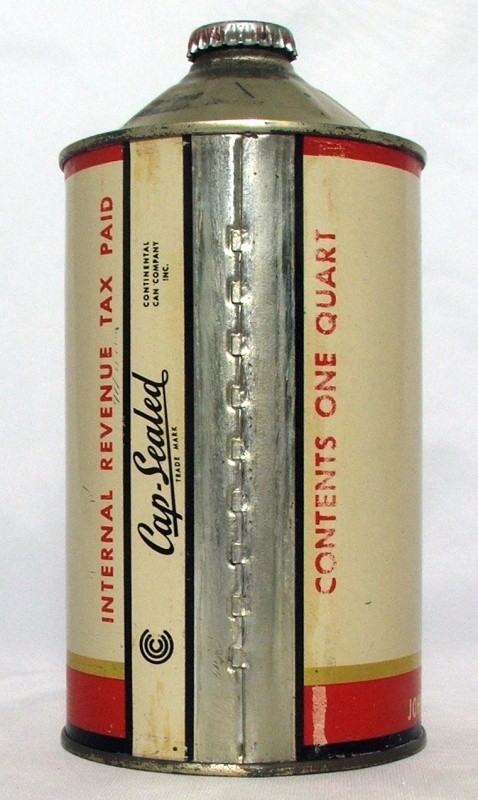 INTERNAL REVENUE TAX PAID
Cap-Sealed
TRADE MARK
CONTINENTAL
CAN COMPANY
INC.
CONTENTS ONE QUART